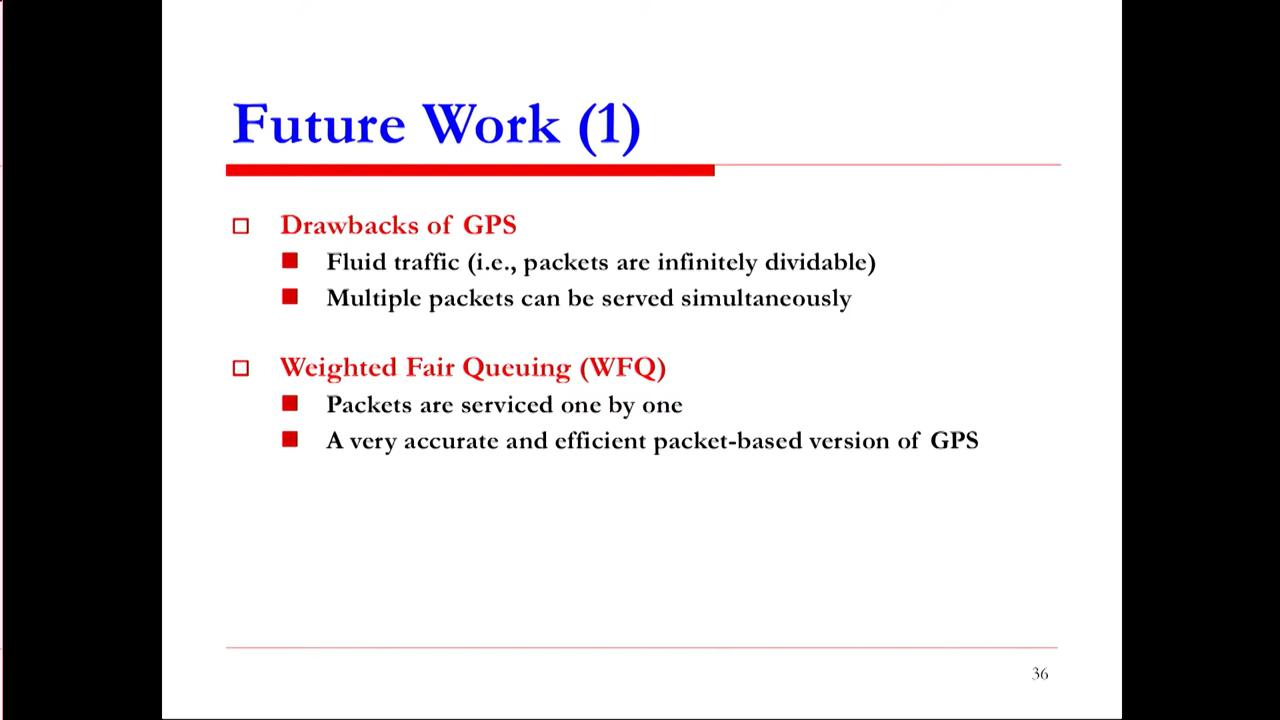 Future Work (1)
Drawbacks of GPS
Fluid traffic (i.e., packets are infinitely dividable)
Multiple packets can be served simultaneously
Weighted Fair Queuing (WFQ)
Packets are serviced one by one
A very accurate and efficient packet-based version of GPS
36